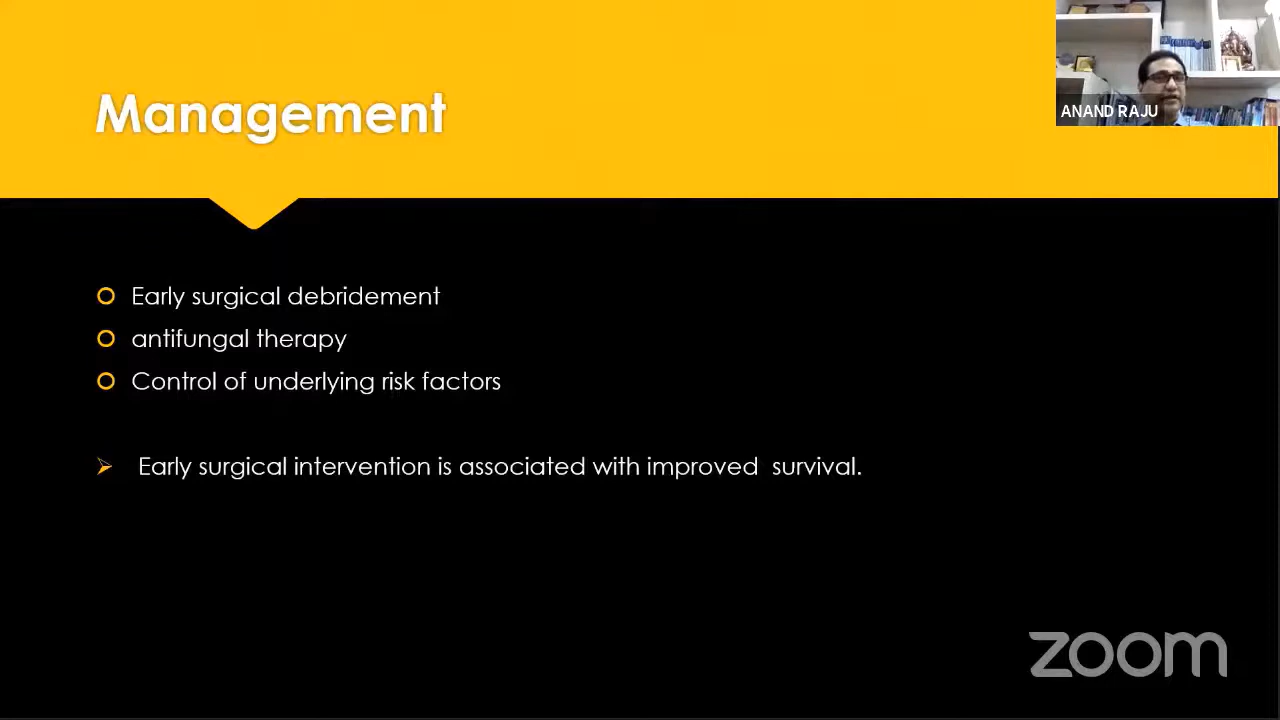 Management
ANAND RAJU
Early surgical debridement
antifungal therapy
Control of underlying risk factors
Early surgical intervention is associated with improved survival.
zoom